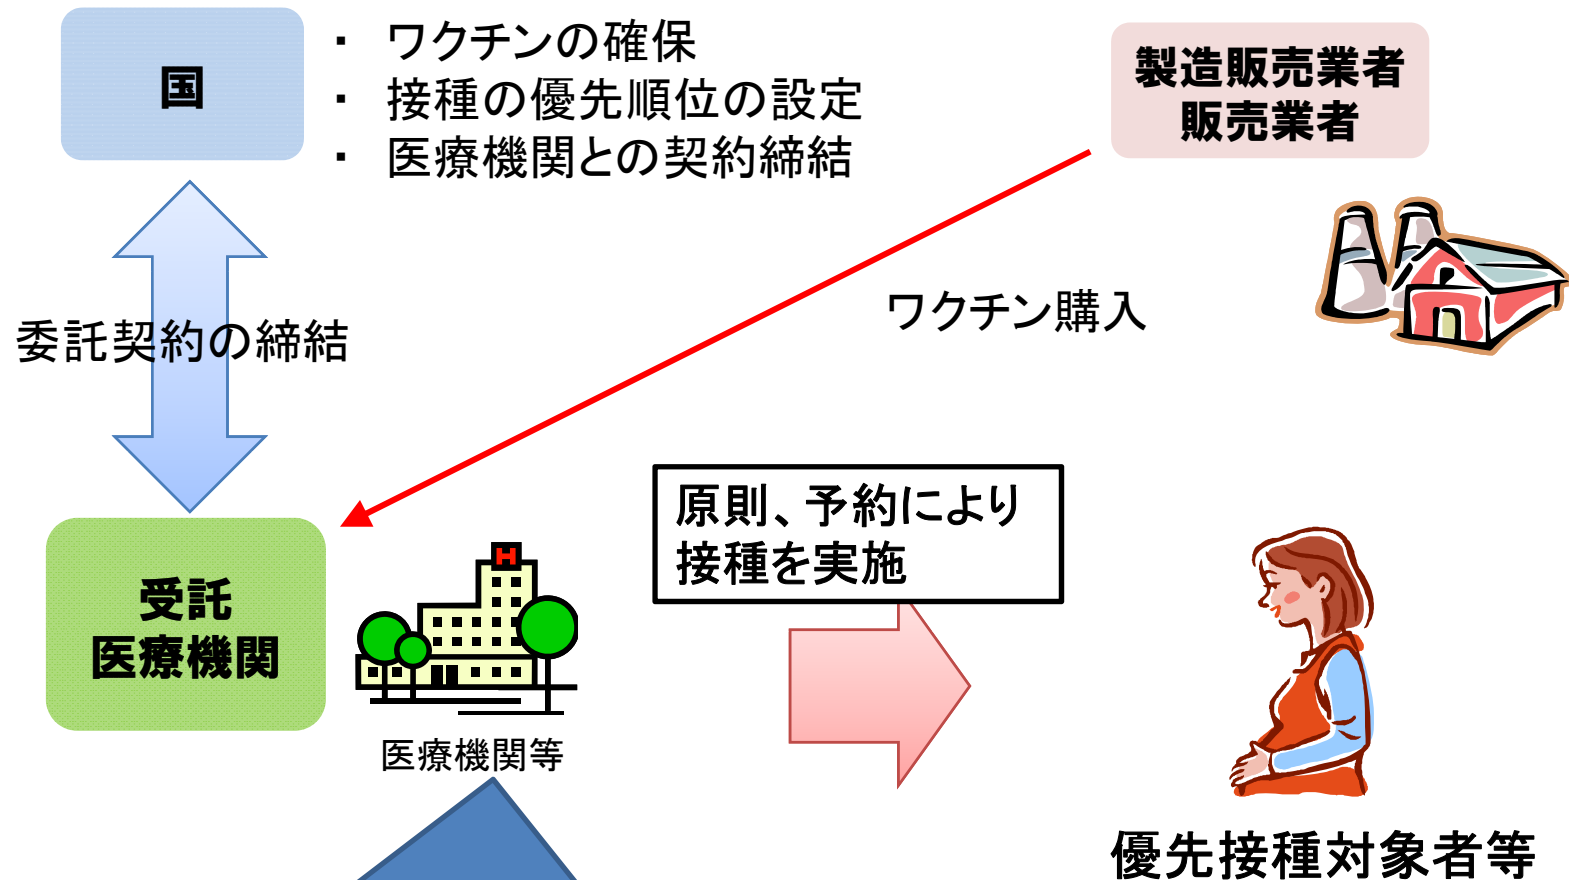 国
・ ワクチンの確保
・ 接種の優先順位の設定
・ 医療機関との契約締結
製造販売業者
販売業者
委託契約の締結
ワクチン購入
原則、予約により
接種を実施
受託
医療機関
H
医療機関等
優先接種対象者等